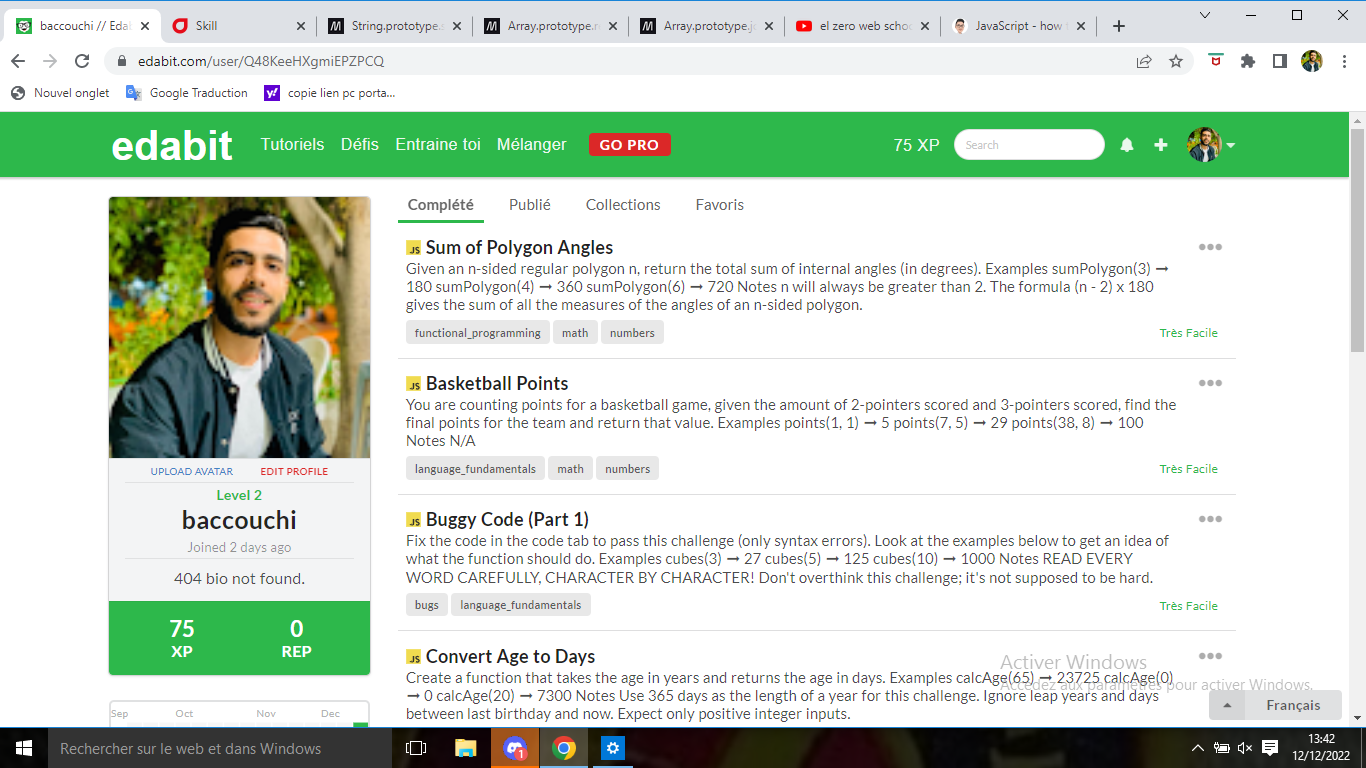 baccouchi // Edab
Skill
String.prototype.s
Array.prototype.re
Array.prototype.jo
el zero web schoo
JavaScript - how t
edabit.com/user/Q48KeeHXgmiEPZPCQ
Nouvel onglet
Google Traduction
copie lien pc porta...
edabit
Tutoriels
Défis
Entraine toi
Mélanger
GO PRO
75 XP
Search
Complété
Publié
Collections
Favoris
JS Sum of Polygon Angles
Given an n-sided regular polygon n, return the total sum of internal angles (in degrees). Examples sumPolygon(3) ➞
180 sumPolygon(4) ➞ 360 sumPolygon(6) ➞ 720 Notes n will always be greater than 2. The formula (n - 2) x 180
gives the sum of all the measures of the angles of an n-sided polygon.
functional_programming
math
numbers
Très Facile
JS Basketball Points
You are counting points for a basketball game, given the amount of 2-pointers scored and 3-pointers scored, find the
final points for the team and return that value. Examples points(1, 1) ➞ 5 points(7, 5) ➞ 29 points(38, 8) ➞ 100
Notes N/A
language_fundamentals
math
numbers
Très Facile
JS Buggy Code (Part 1)
Fix the code in the code tab to pass this challenge (only syntax errors). Look at the examples below to get an idea of
what the function should do. Examples cubes(3) ➞ 27 cubes(5) ➞ 125 cubes(10) ➞ 1000 Notes READ EVERY
WORD CAREFULLY, CHARACTER BY CHARACTER! Don't overthink this challenge; it's not supposed to be hard.
bugs
language_fundamentals
Très Facile
JS Convert Age to Days
Create a function that takes the age in years and returns the age in days. Examples calcAge(65) ➞ 23725 calcAge(0)
➞ 0 calcAge(20) ➞ 7300 Notes Use 365 days as the length of a year for this challenge. Ignore leap years and days
between last birthday and now. Expect only positive integer inputs.
UPLOAD AVATAR
EDIT PROFILE
Level 2
baccouchi
Joined 2 days ago
404 bio not found.
75
XP
0
REP
Sep
Oct
Nov
Dec
Activer Windows
Accédez aux paramètres pour activer Windows.
Français
Rechercher sur le web et dans Windows
1
13:42
12/12/2022